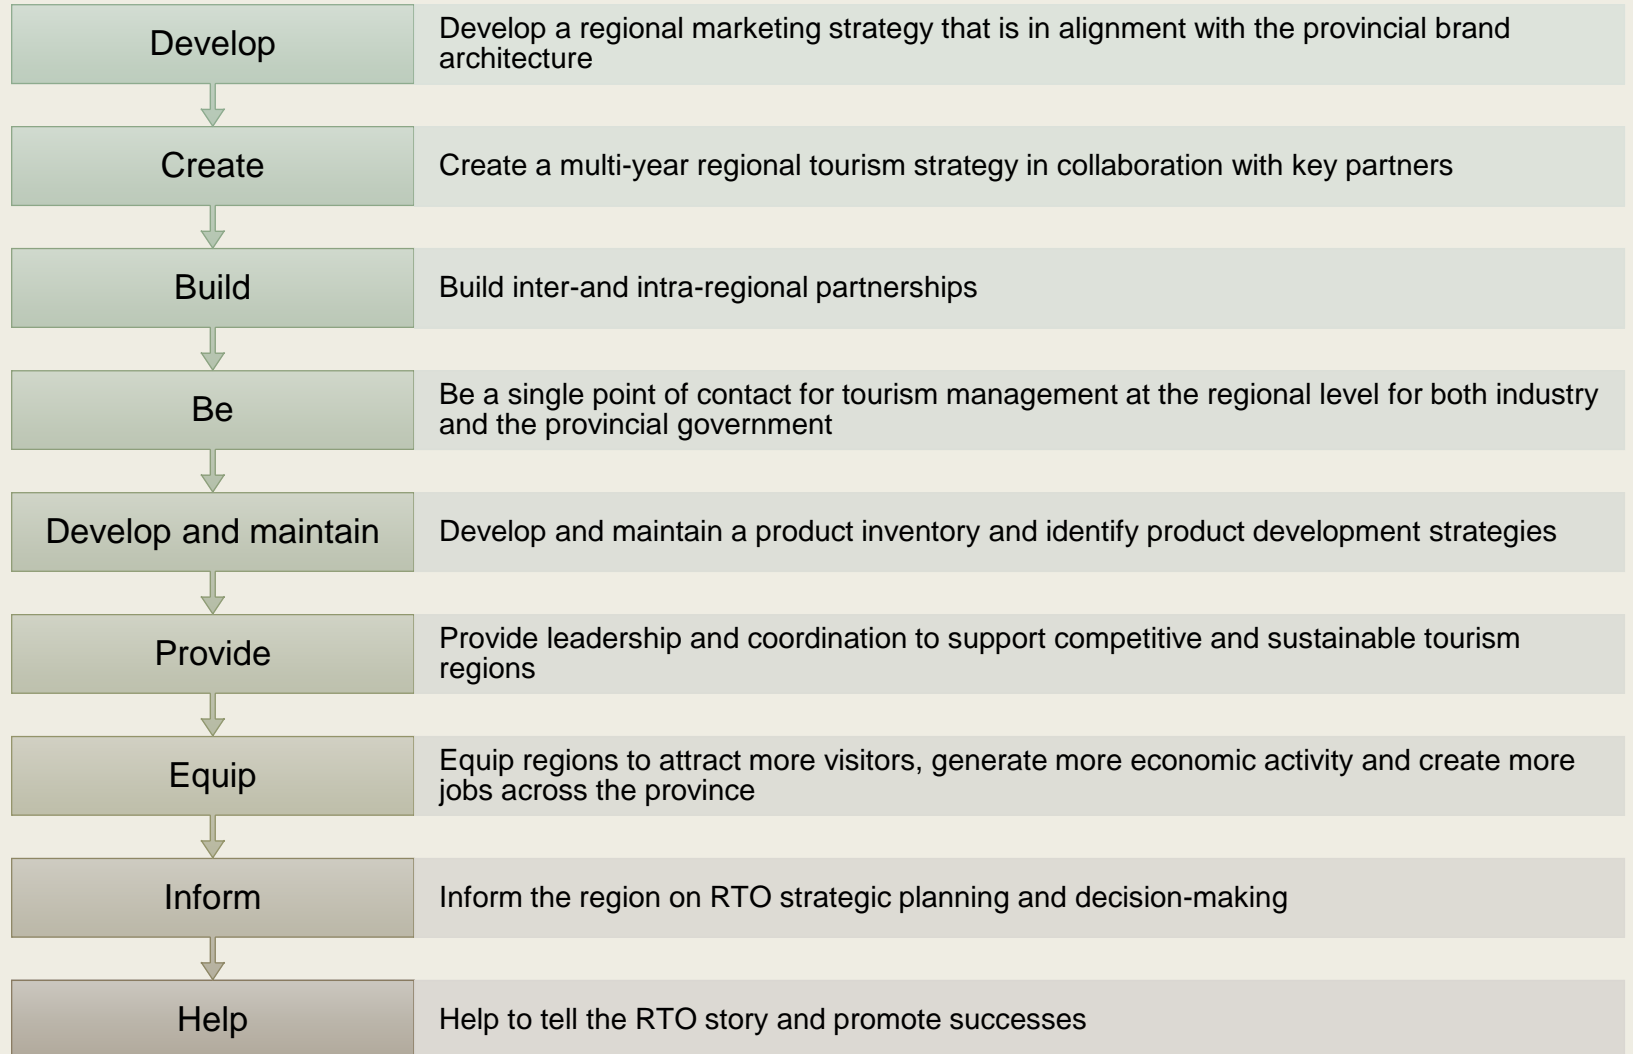 Develop
Develop a regional marketing strategy that is in alignment with the provincial brand
architecture
Create
Create a multi-year regional tourism strategy in collaboration with key partners
Build
Build inter-and intra-regional partnerships
Be
Be a single point of contact for tourism management at the regional level for both industry
and the provincial government
Develop and maintain
Develop and maintain a product inventory and identify product development strategies
Provide
Provide leadership and coordination to support competitive and sustainable tourism
regions
Equip
Equip regions to attract more visitors, generate more economic activity and create more
jobs across the province
Inform
Inform the region on RTO strategic planning and decision-making
Help
Help to tell the RTO story and promote successes